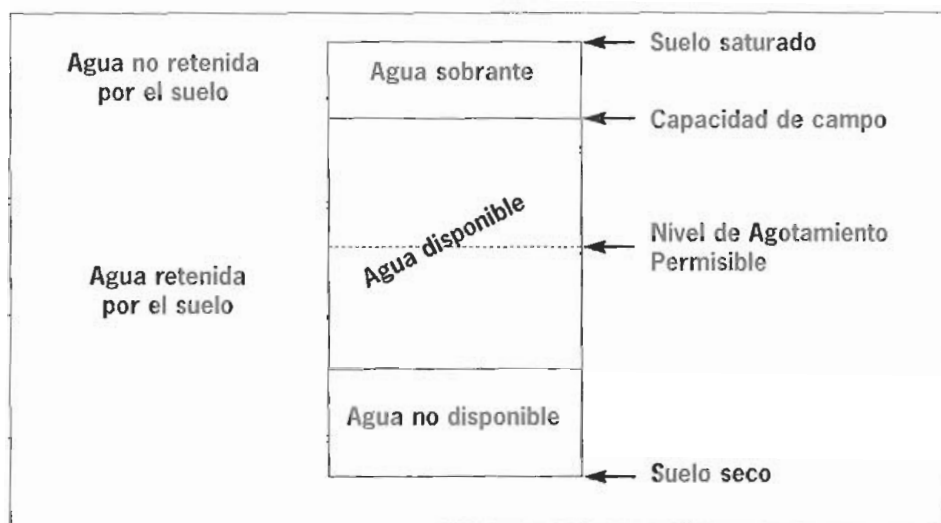 Agua no retenida
por el suelo
Agua sobrante
Suelo saturado
Capacidad de campo
Agua disponible
Nivel de Agotamiento
Permisible
Agua retenida
por el suelo
Agua no disponible
Suelo seco